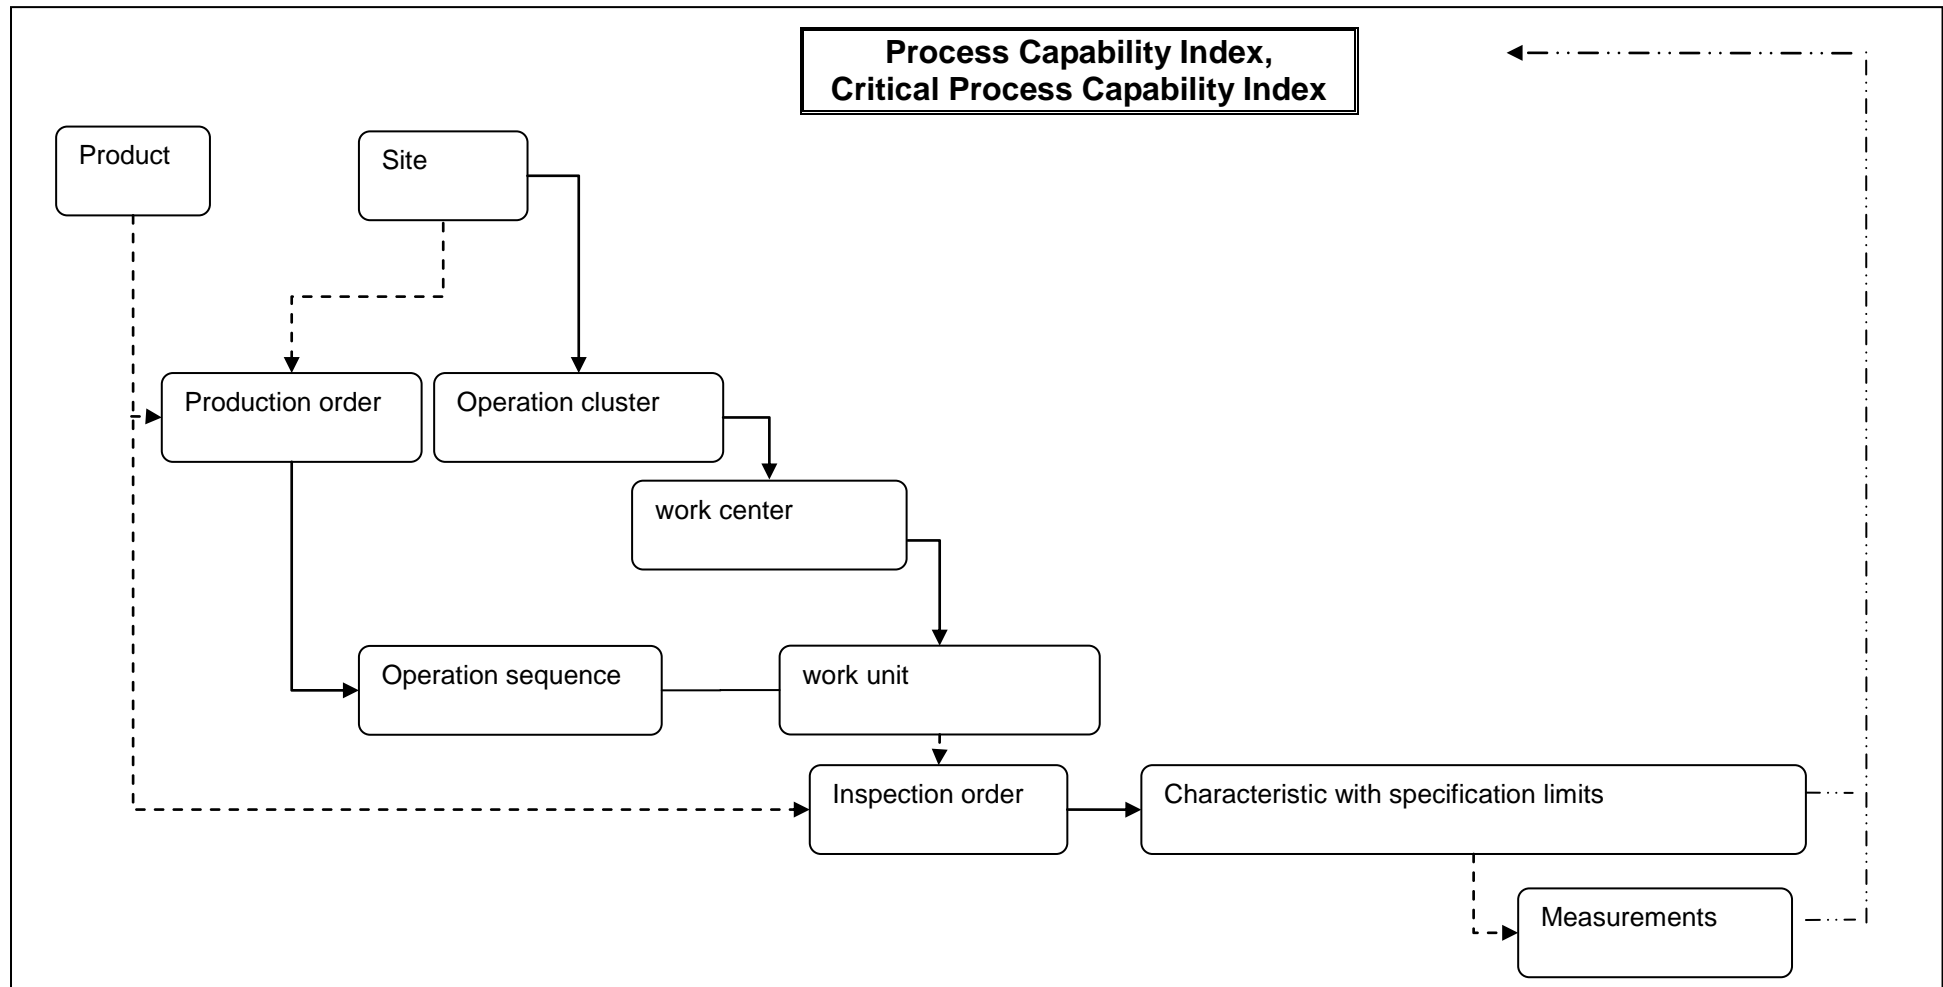 Process Capability Index,
Critical Process Capability Index
Product
Site
Production order
Operation cluster
work center
Operation sequence
work unit
Inspection order
Characteristic with specification limits
Measurements